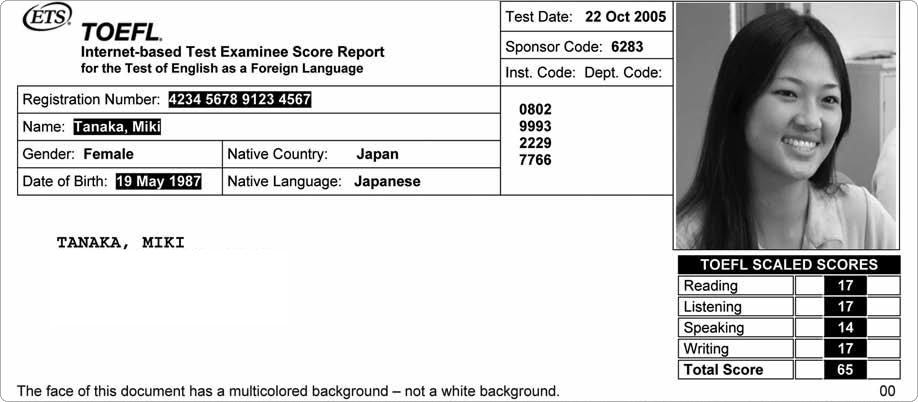 ETS®
TOEFL®
Internet-based Test Examinee Score Report
for the Test of English as a Foreign Language
Test Date: 22 Oct 2005
Sponsor Code: 6283
Inst. Code: Dept. Code:
0802
9993
2229
7766
Registration Number: 4234 5678 9123 4567
Name: Tanaka, Miki
Gender: Female
Native Country: Japan
Date of Birth: 19 May 1987
Native Language: Japanese
TANAKA, MIKI
TOEFL SCALED SCORES
Reading 17
Listening 17
Speaking 14
Writing 17
Total Score 65
The face of this document has a multicolored background – not a white background.
00